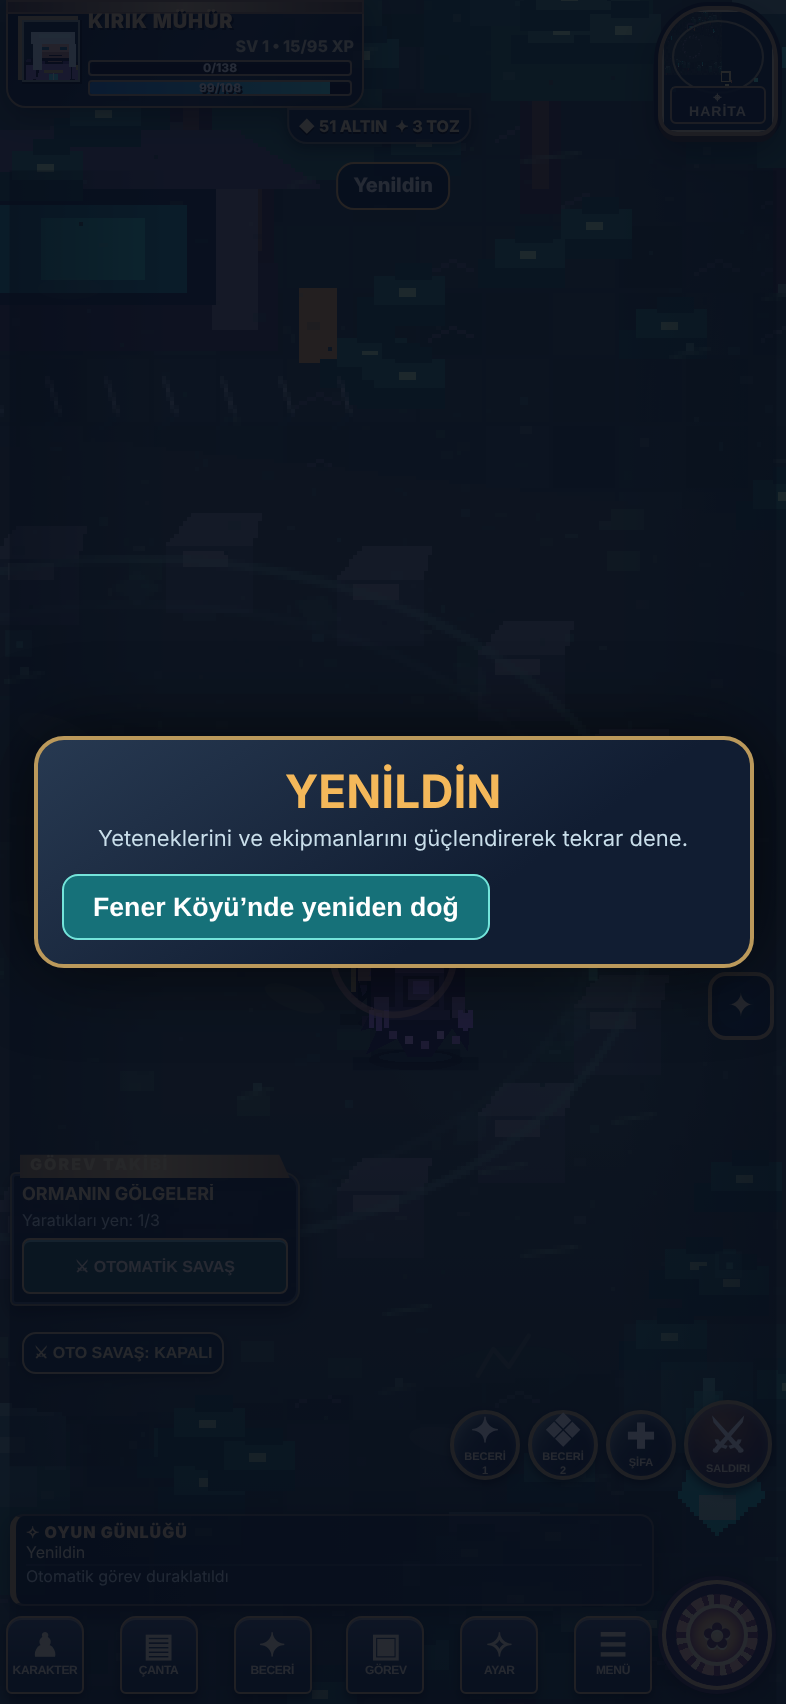 KIRIK MÜHÜR
SV 1 • 15/95 XP
0/138
99/108
◆ 51 ALTIN ✦ 3 TOZ
✦
HARİTA
Yenildin
YENİLDİN
Yeteneklerini ve ekipmanlarını güçlendirerek tekrar dene.
Fener Köyü’nde yeniden doğ
✦
GÖREV TAKİBİ
ORMANIN GÖLGELERİ
Yaratıkları yen: 1/3
⚔ OTOMATİK SAVAŞ
⚔ OTO SAVAŞ: KAPALI
BECERİ
1
BECERİ
2
ŞİFA
SALDIRI
✧ OYUN GÜNLÜĞÜ
Yenildin
Otomatik görev duraklatıldı
KARAKTER
ÇANTA
BECERİ
GÖREV
AYAR
MENÜ